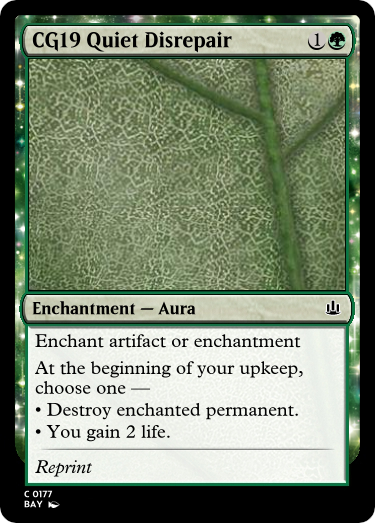 CG19 Quiet Disrepair 1
Enchantment — Aura
Enchant artifact or enchantment
At the beginning of your upkeep,
choose one —
• Destroy enchanted permanent.
• You gain 2 life.
Reprint
C 0177
BAY